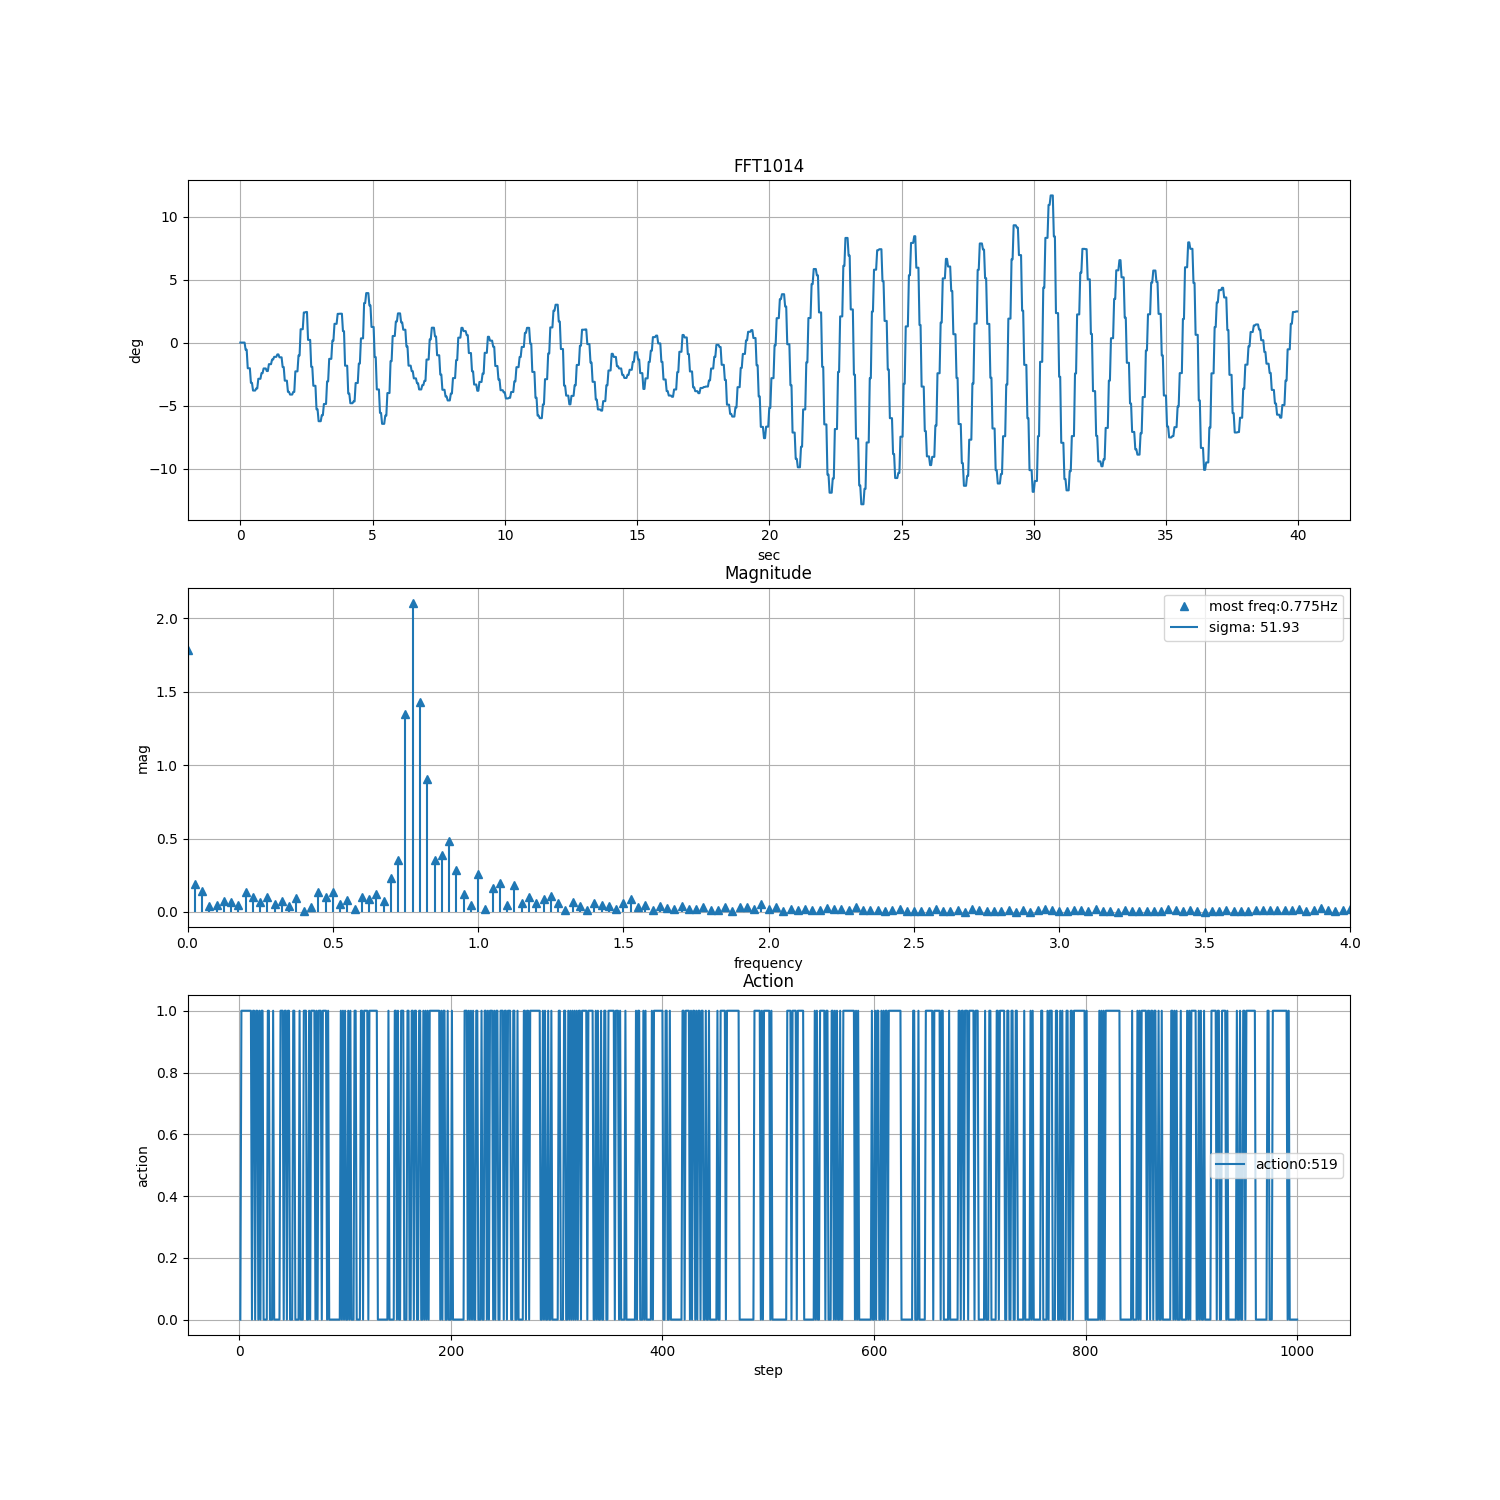 FFT1014
10
5
0
−5
−10
deg
0 5 10 15 20 25 30 35 40
sec
Magnitude
2.0
1.5
1.0
0.5
0.0
mag
most freq:0.775Hz
sigma: 51.93
0.0 0.5 1.0 1.5 2.0 2.5 3.0 3.5 4.0
frequency
Action
1.0
0.8
0.6
0.4
0.2
0.0
action
action0:519
0 200 400 600 800 1000
step